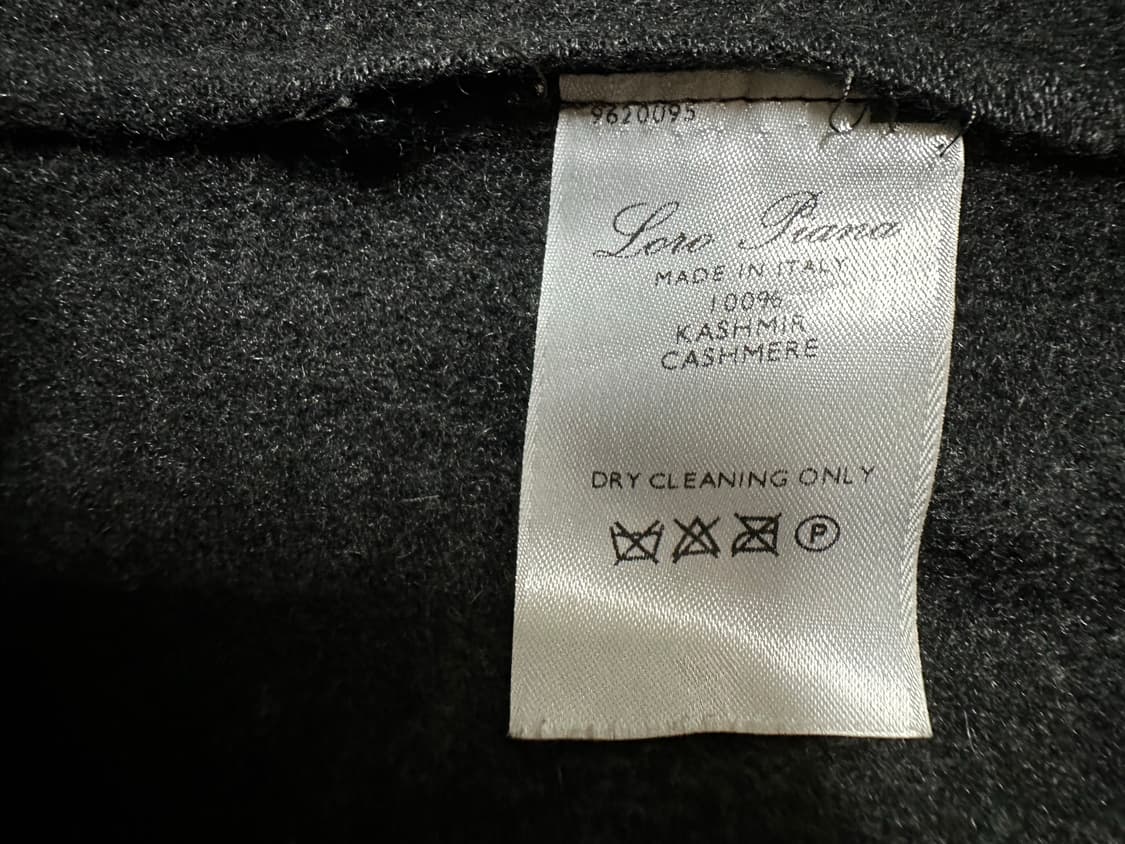 9620095
Loro Piana
MADE IN ITALY
100%
KASHMIR
CASHMERE
DRY CLEANING ONLY
P